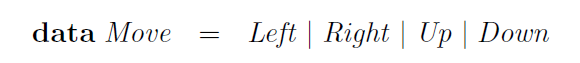 data Move = Left | Right | Up | Down